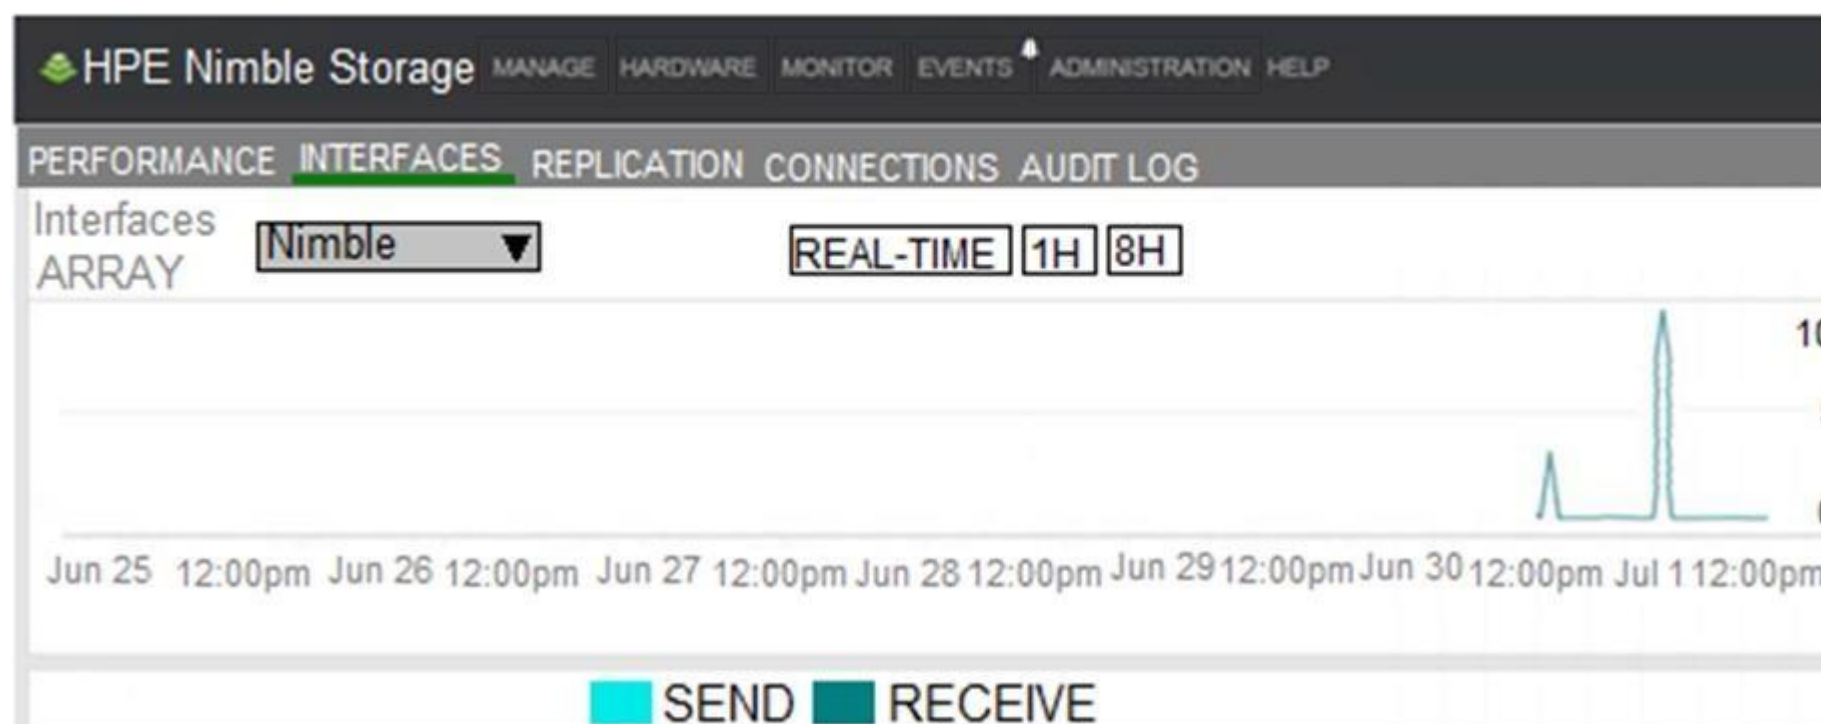 HPE Nimble Storage MANAGE HARDWARE MONITOR EVENTS ADMINISTRATION HELP
PERFORMANCE INTERFACES REPLICATION CONNECTIONS AUDIT LOG
Interfaces
ARRAY Nimble REAL-TIME 1H 8H
10
Jun 25 12:00pm Jun 26 12:00pm Jun 27 12:00pm Jun 28 12:00pm Jun 29 12:00pm Jun 30 12:00pm Jul 1 12:00pm
SEND RECEIVE